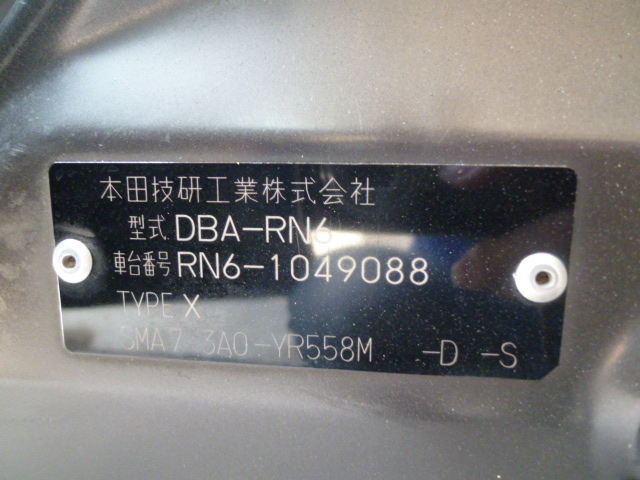 本田技研工業株式会社
型式 DBA-RN6
車台番号 RN6-1049088
TYPE X
SMA7 3A0-YR558M -D -S